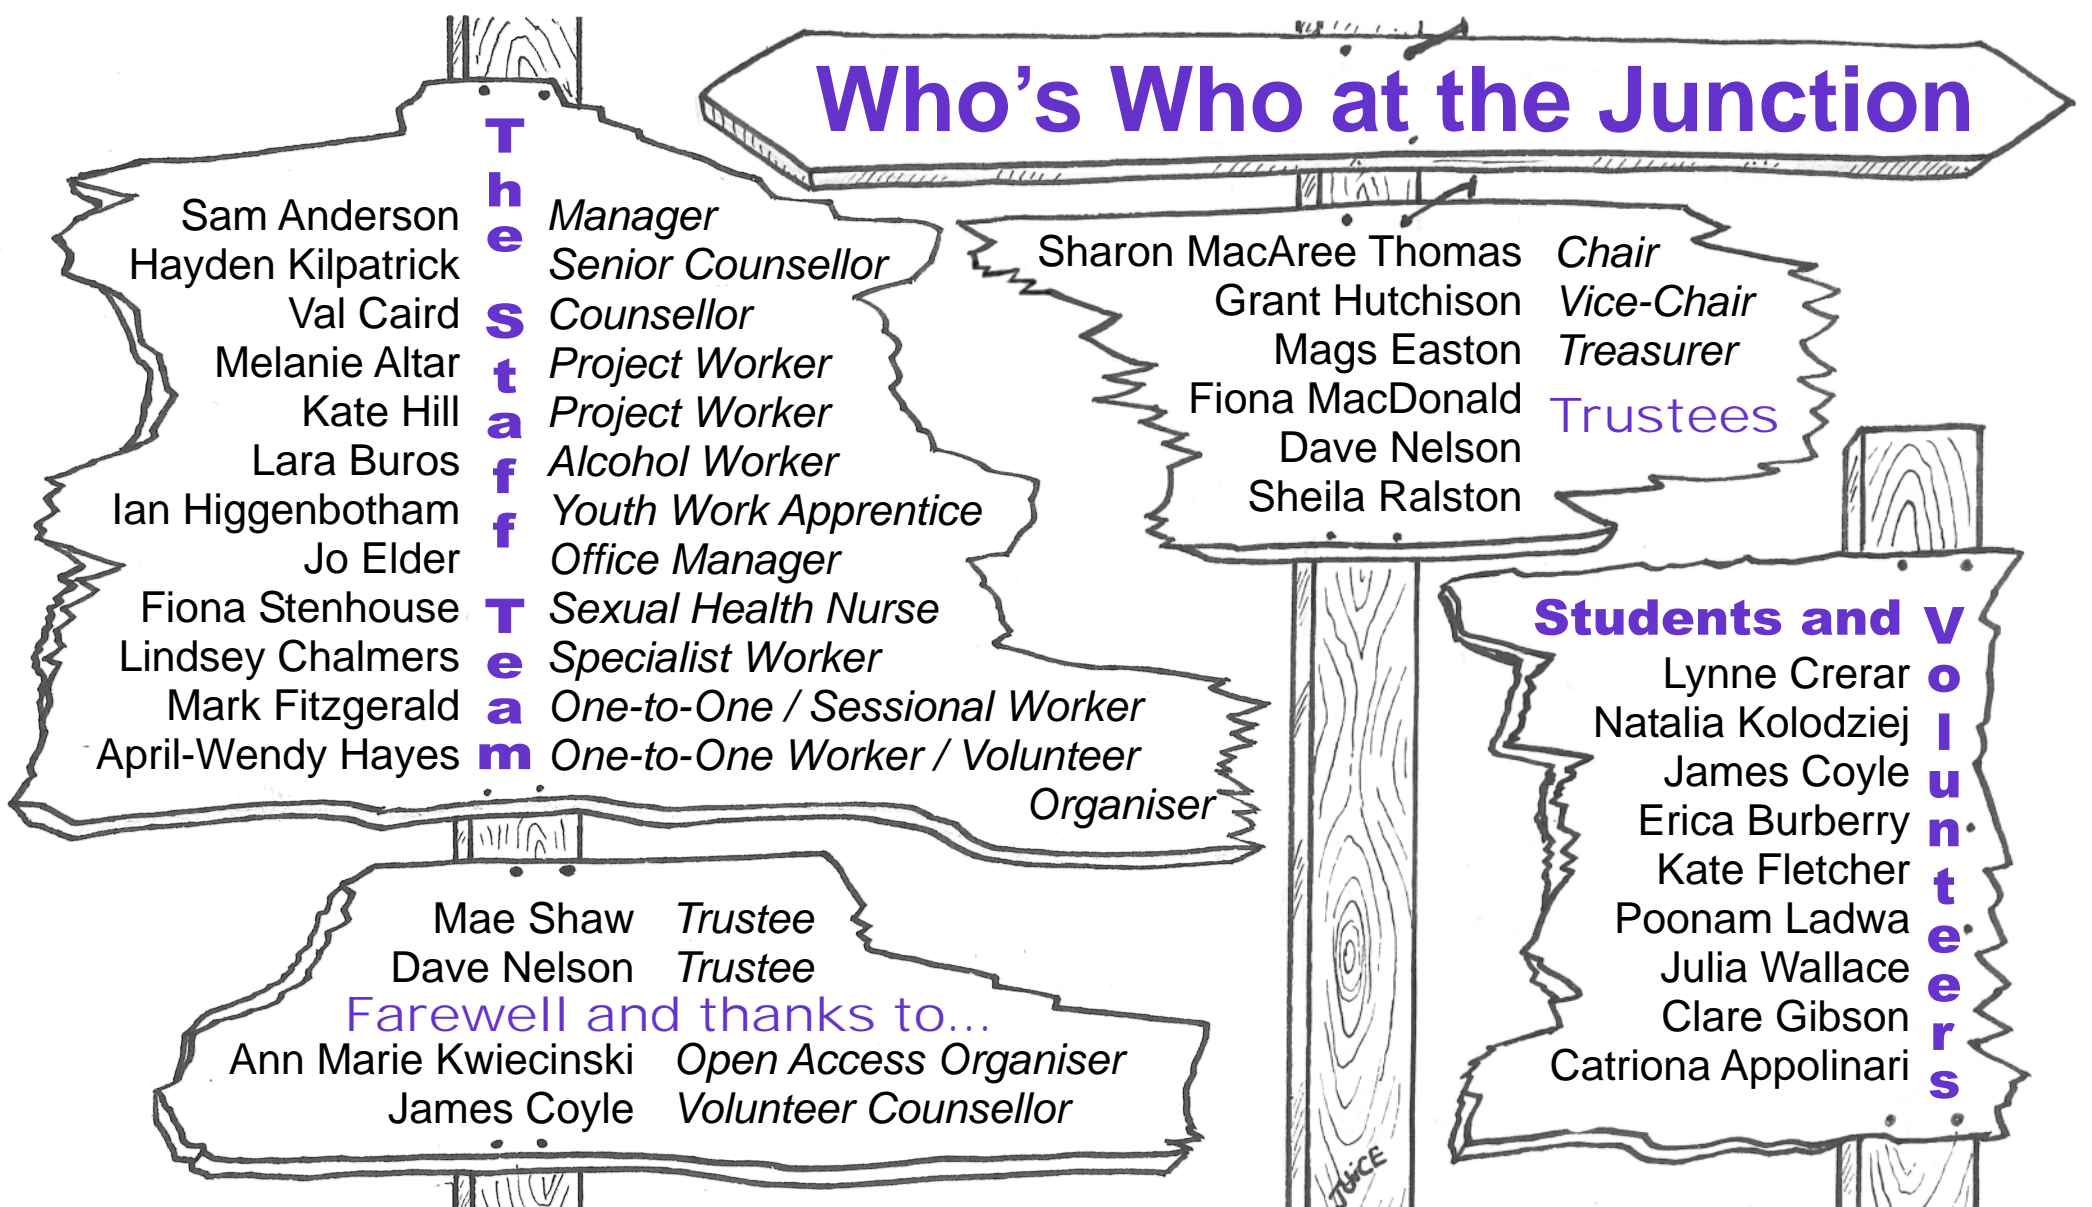 Who's Who at the Junction
The Staff Team
Sam Anderson Manager
Hayden Kilpatrick Senior Counsellor
Val Caird Counsellor
Melanie Altar Project Worker
Kate Hill Project Worker
Lara Buros Alcohol Worker
Ian Higgenbotham Youth Work Apprentice
Jo Elder Office Manager
Fiona Stenhouse Sexual Health Nurse
Lindsey Chalmers Specialist Worker
Mark Fitzgerald One-to-One / Sessional Worker
April-Wendy Hayes One-to-One Worker / Volunteer
Organiser
Sharon MacAree Thomas Chair
Grant Hutchison Vice-Chair
Mags Easton Treasurer
Fiona MacDonald
Trustees
Dave Nelson
Sheila Ralston
Students and Volunteers
Lynne Crerar
Natalia Kolodziej
James Coyle
Erica Burberry
Kate Fletcher
Poonam Ladwa
Julia Wallace
Clare Gibson
Catriona Appolinari
Mae Shaw Trustee
Dave Nelson Trustee
Farewell and thanks to...
Ann Marie Kwiecinski Open Access Organiser
James Coyle Volunteer Counsellor
JUiCE